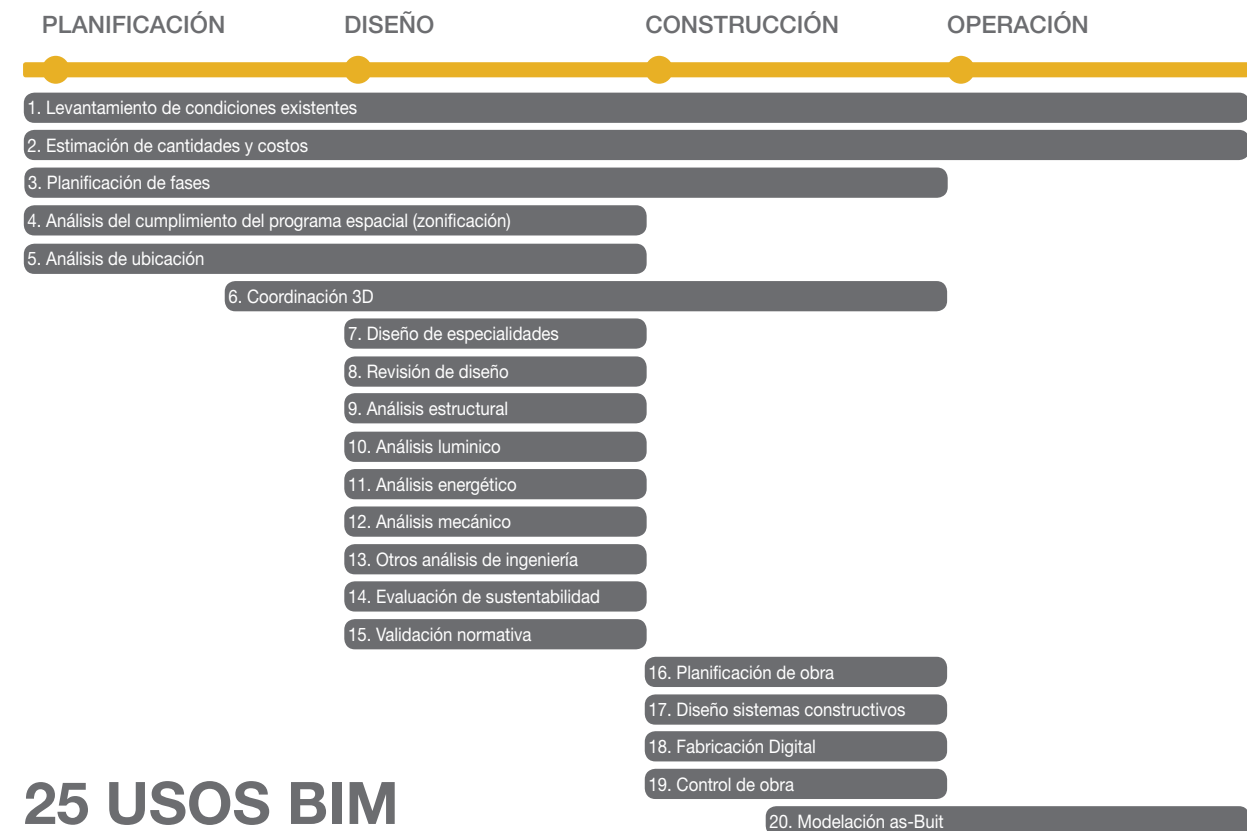 PLANIFICACIÓN DISEÑO CONSTRUCCIÓN OPERACIÓN
1. Levantamiento de condiciones existentes
2. Estimación de cantidades y costos
3. Planificación de fases
4. Análisis del cumplimiento del programa espacial (zonificación)
5. Análisis de ubicación
6. Coordinación 3D
7. Diseño de especialidades
8. Revisión de diseño
9. Análisis estructural
10. Análisis luminico
11. Análisis energético
12. Análisis mecánico
13. Otros análisis de ingeniería
14. Evaluación de sustentabilidad
15. Validación normativa
16. Planificación de obra
17. Diseño sistemas constructivos
18. Fabricación Digital
19. Control de obra
25 USOS BIM
20. Modelación as-Buit